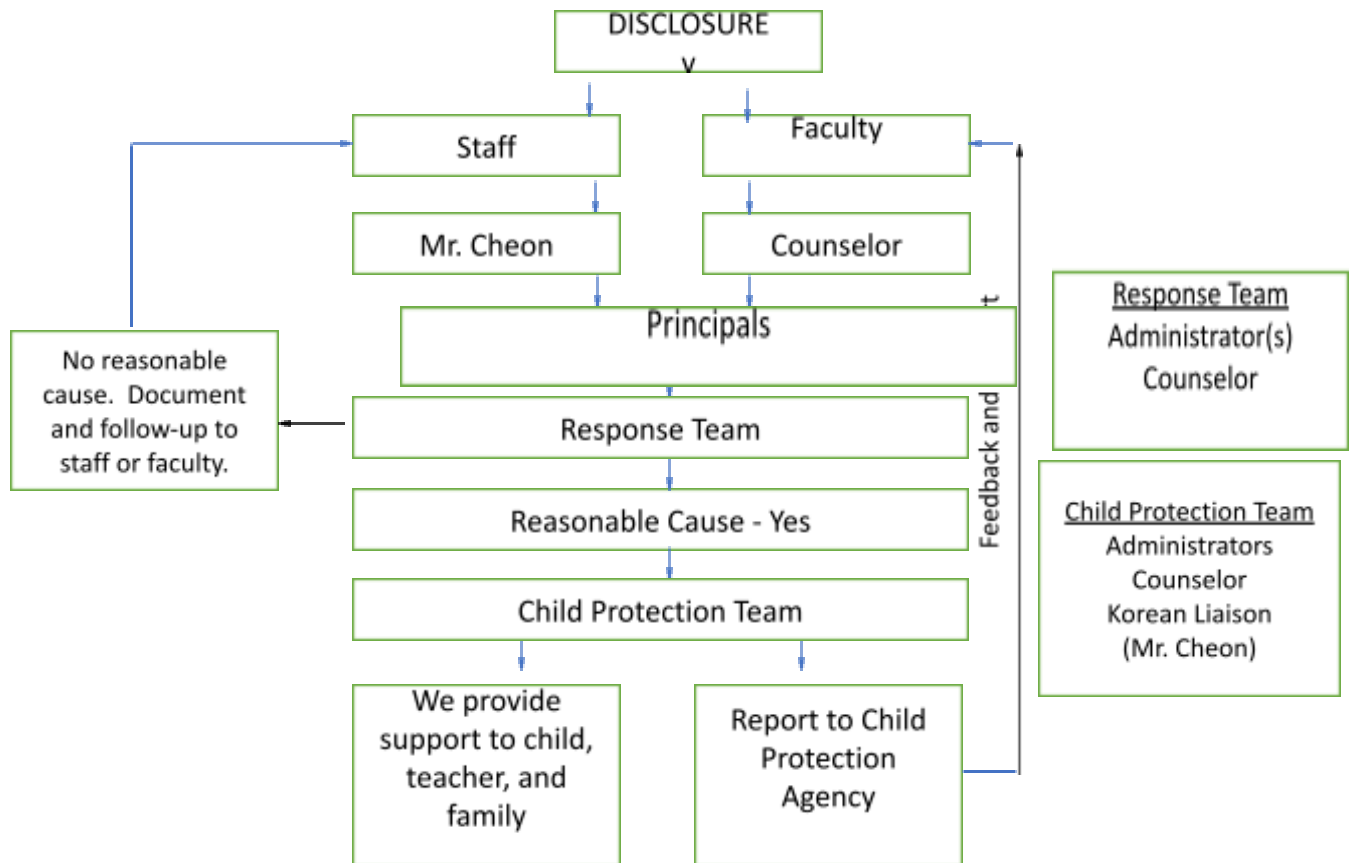 DISCLOSURE
y
Staff
Faculty
Mr. Cheon
Counselor
Principals
No reasonable
cause.  Document
and follow-up to
staff or faculty.
Response Team
Reasonable Cause - Yes
Child Protection Team
We provide
support to child,
teacher, and
family
Report to Child
Protection
Agency
Feedback and
Response Team
Administrator(s)
Counselor
Child Protection Team
Administrators
Counselor
Korean Liaison
(Mr. Cheon)